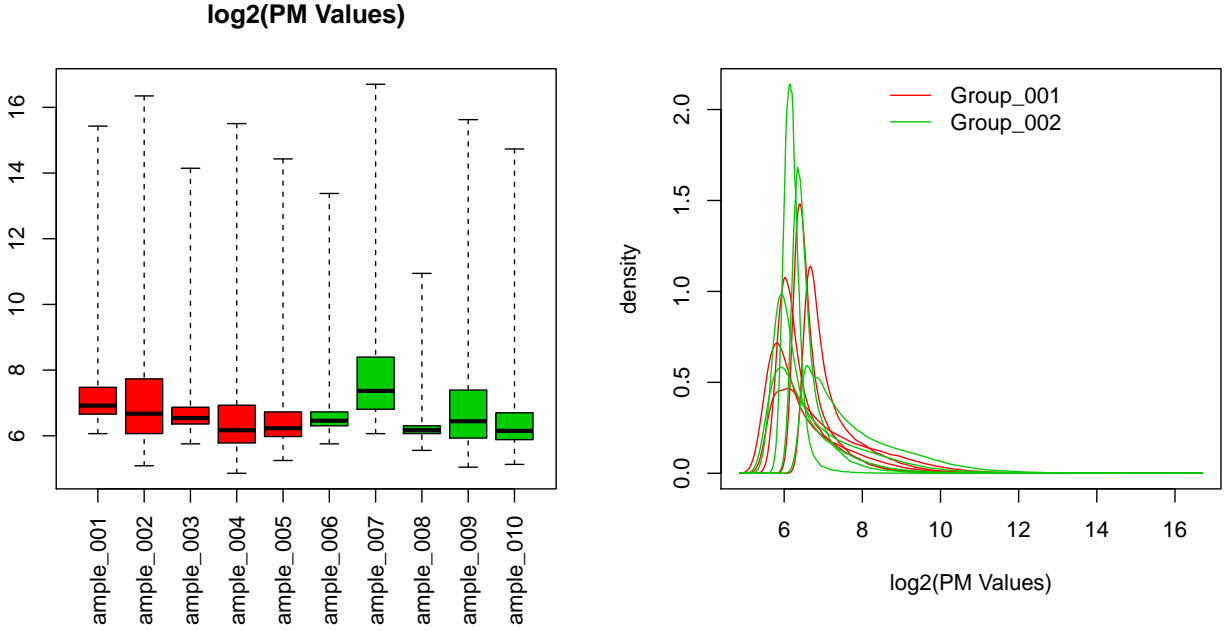 log2(PM Values)
16
14
12
10
8
6
ample_001
ample_002
ample_003
ample_004
ample_005
ample_006
ample_007
ample_008
ample_009
ample_010
density
2.0
1.5
1.0
0.5
0.0
Group_001
Group_002
6 8 10 12 14 16
log2(PM Values)